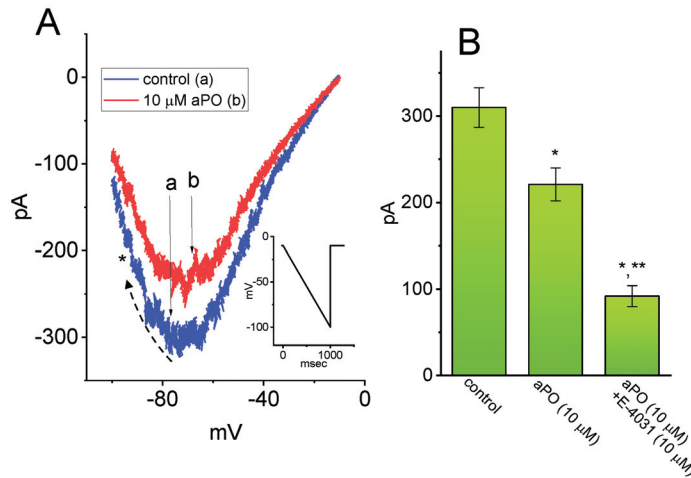 A
control (a)
10 μM aPO (b)
0
-100
-200
-300
pA
a
b
*
0
-50
-100
mV
0
1000
msec
-80
-40
0
mV
B
300
200
100
0
pA
*
*, **
control
aPO (10 μM)
aPO (10 μM)
+E-4031 (10 μM)